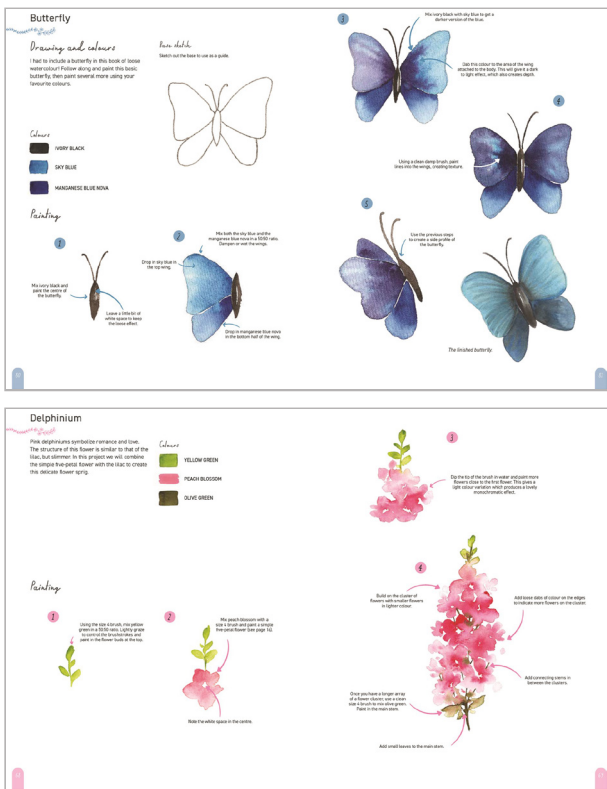 Butterfly
Drawing and colours
I had to include a butterfly in this book of loose
watercolour! Follow along and paint this basic
butterfly, then paint several more using your
favourite colours.
Colours
IVORY BLACK
SKY BLUE
MANGANESE BLUE NOVA
Base sketch
Sketch out the base to use as a guide.
Painting
1
Mix ivory black and
paint the centre of
the butterfly.
Leave a little bit of
white space to keep
the loose effect.
2
Mix both the sky blue and the
manganese blue nova in a 50:50 ratio.
Dampen or wet the wings.
Drop in sky blue in
the top wing.
Drop in manganese blue nova
in the bottom half of the wing.
3
Mix ivory black with sky blue to get a
darker version of the blue.
Dab this colour to the area of the wing
attached to the body. This will give it a dark
to light effect, which also creates depth.
4
Using a clean damp brush, paint
lines into the wings, creating texture.
5
Use the previous steps
to create a side profile of
the butterfly.
The finished butterfly.
Delphinium
Pink delphiniums symbolize romance and love.
The structure of this flower is similar to that of the
lilac, but slimmer. In this project we will combine
the simple five-petal flower with the lilac to create
this delicate flower sprig.
Colours
YELLOW GREEN
PEACH BLOSSOM
OLIVE GREEN
Painting
1
Using the size 4 brush, mix yellow
green in a 50:50 ratio. Lightly graze
to control the brushstrokes and
paint in the flower buds at the top.
2
Mix peach blossom with a
size 4 brush and paint a simple
five-petal flower (see page 14).
Note the white space in the centre.
3
Dip the tip of the brush in water and paint more
flowers close to the first flower. This gives a
light colour variation which produces a lovely
monochromatic effect.
4
Build on the cluster of
flowers with smaller flowers
in lighter colour.
Add loose dabs of colour on the edges
to indicate more flowers on the cluster.
Add connecting stems in
between the clusters.
Once you have a longer array
of a flower cluster, use a clean
size 4 brush to mix olive green.
Paint in the main stem.
Add small leaves to the main stem.